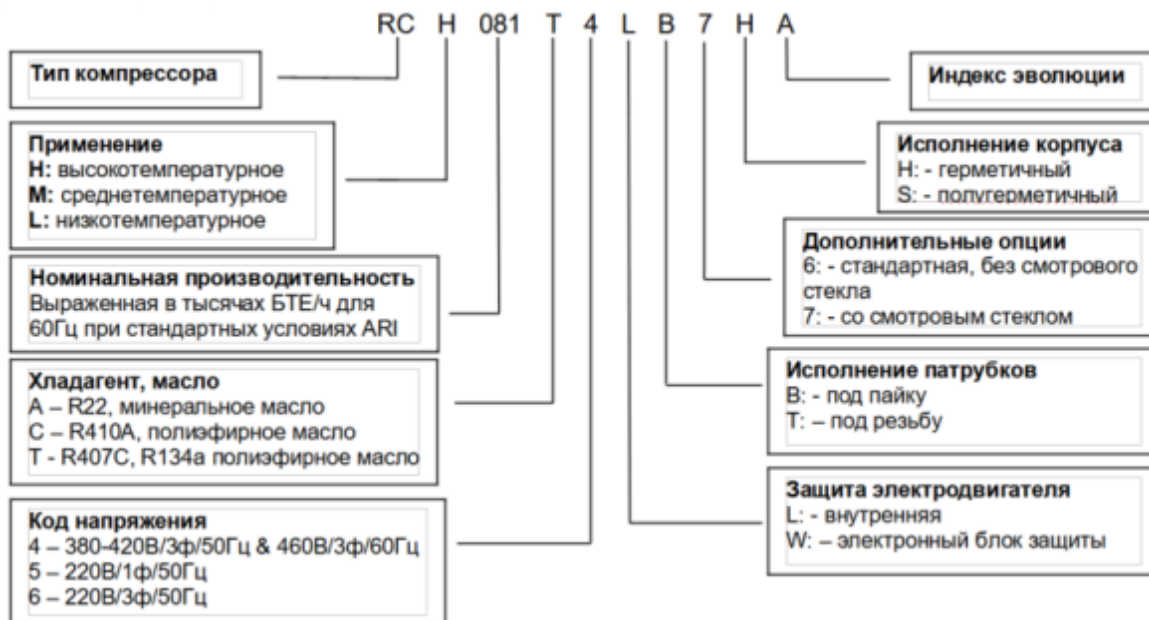 RC H 081 T 4 L B 7 H A
Тип компрессора
Применение
H: высокотемпературное
M: среднетемпературное
L: низкотемпературное
Номинальная производительность
Выраженная в тысячах БТЕ/ч для
60Гц при стандартных условиях ARI
Хладагент, масло
A – R22, минеральное масло
C – R410A, полиэфирное масло
T - R407C, R134a полиэфирное масло
Код напряжения
4 – 380-420В/3ф/50Гц & 460В/3ф/60Гц
5 – 220В/1ф/50Гц
6 – 220В/3ф/50Гц
Индекс эволюции
Исполнение корпуса
H: - герметичный
S: - полугерметичный
Дополнительные опции
6: - стандартная, без смотрового
стекла
7: - со смотровым стеклом
Исполнение патрубков
B: - под пайку
T: – под резьбу
Защита электродвигателя
L: - внутренняя
W: – электронный блок защиты